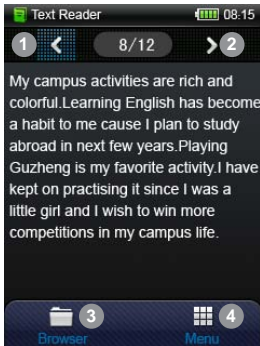 Text Reader 08:15
1 8/12 2
My campus activities are rich and
colorful.Learning English has become
a habit to me cause I plan to study
abroad in next few years.Playing
Guzheng is my favorite activity.I have
kept on practising it since I was a
little girl and I wish to win more
competitions in my campus life.
3 4
Browser Menu